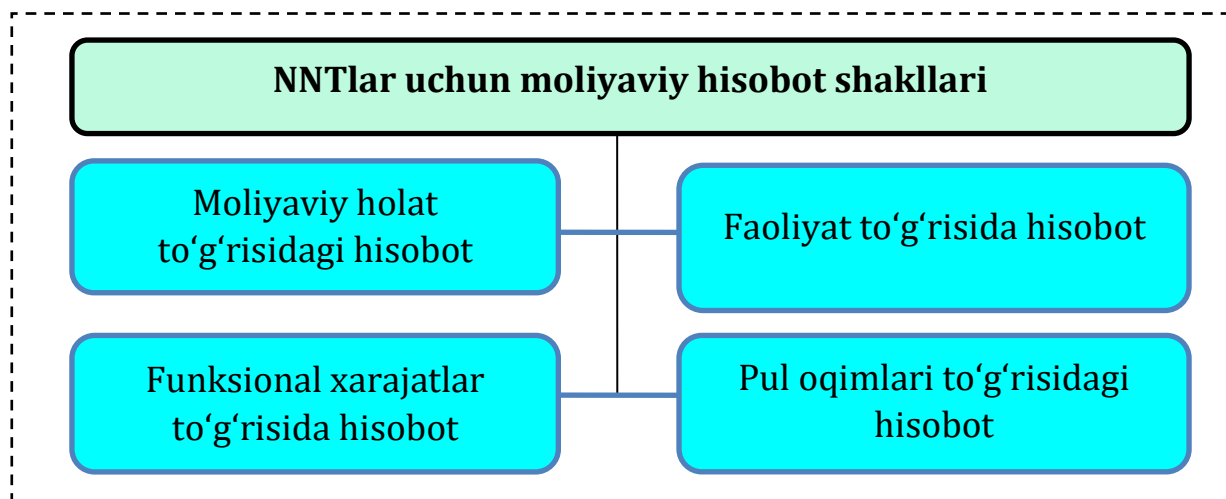 NNTlar uchun moliyaviy hisobot shakllari
Moliyaviy holat
to‘g‘risidagi hisobot
Faoliyat to‘g‘risida hisobot
Funksional xarajatlar
to‘g‘risida hisobot
Pul oqimlari to‘g‘risidagi
hisobot